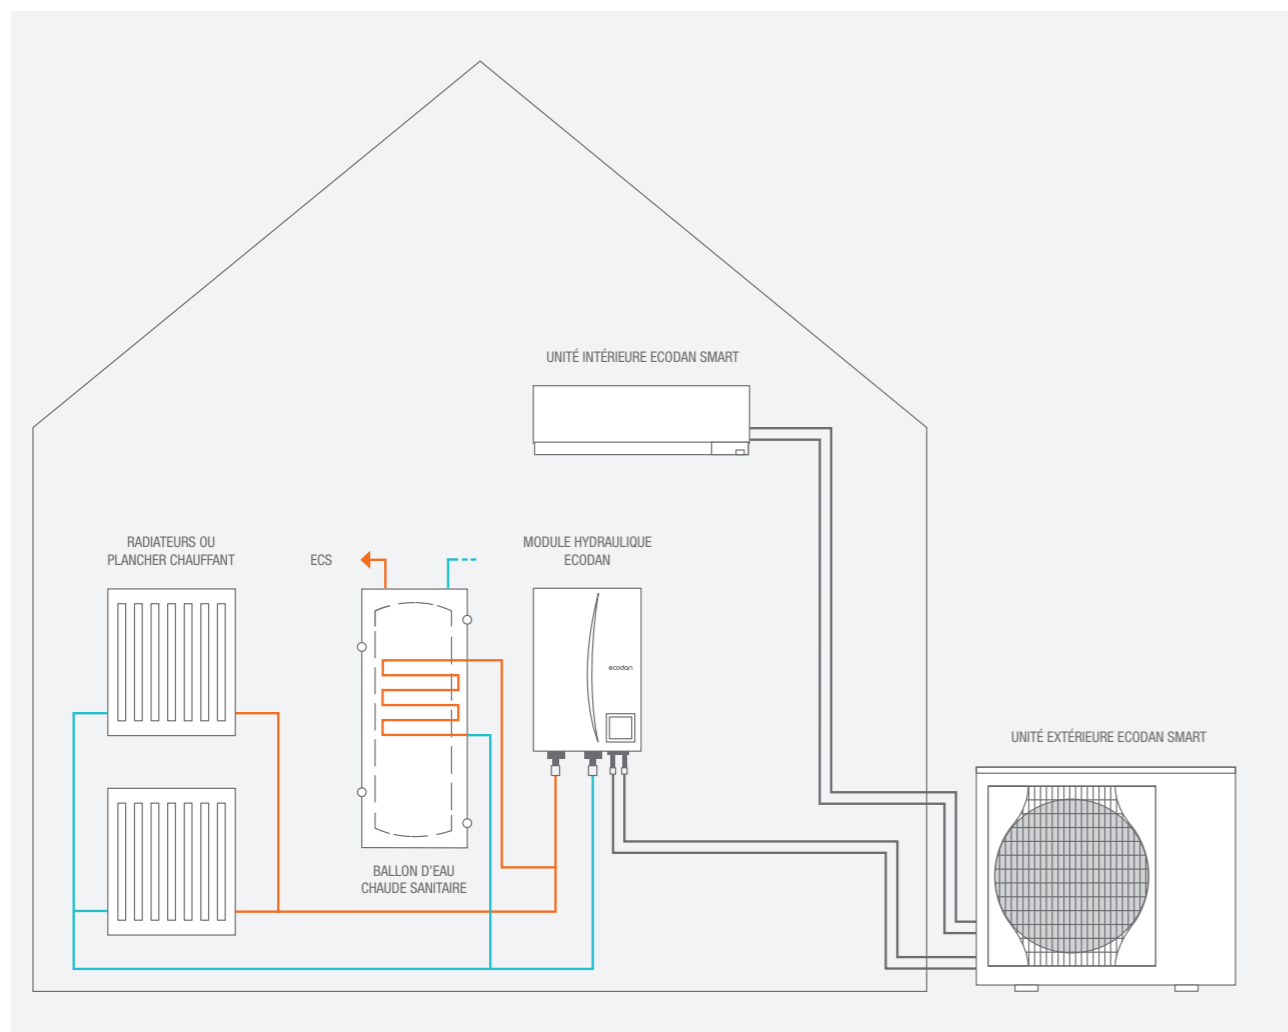 UNITÉ INTÉRIEURE ECODAN SMART
RADIATEURS OU
PLANCHER CHAUFFANT
ECS
MODULE HYDRAULIQUE
ECODAN
ecodan
UNITÉ EXTÉRIEURE ECODAN SMART
BALLON D'EAU
CHAUDE SANITAIRE